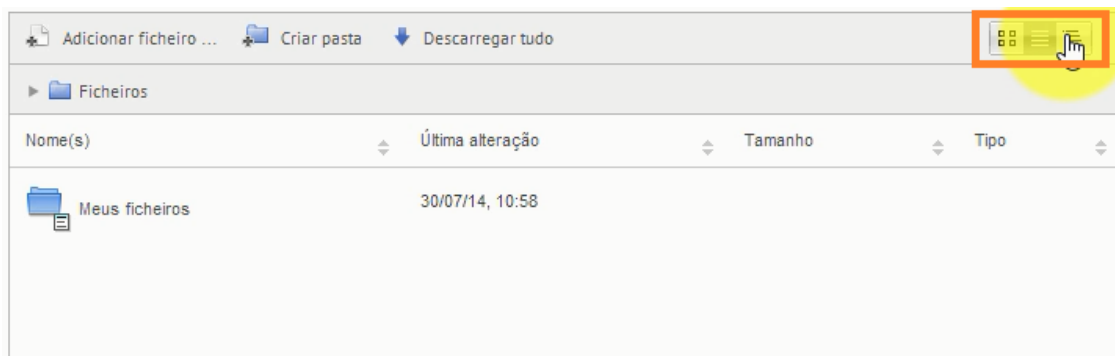 Adicionar ficheiro ... Criar pasta Descarregar tudo
Ficheiros
Nome(s) Última alteração Tamanho Tipo
Meus ficheiros 30/07/14, 10:58